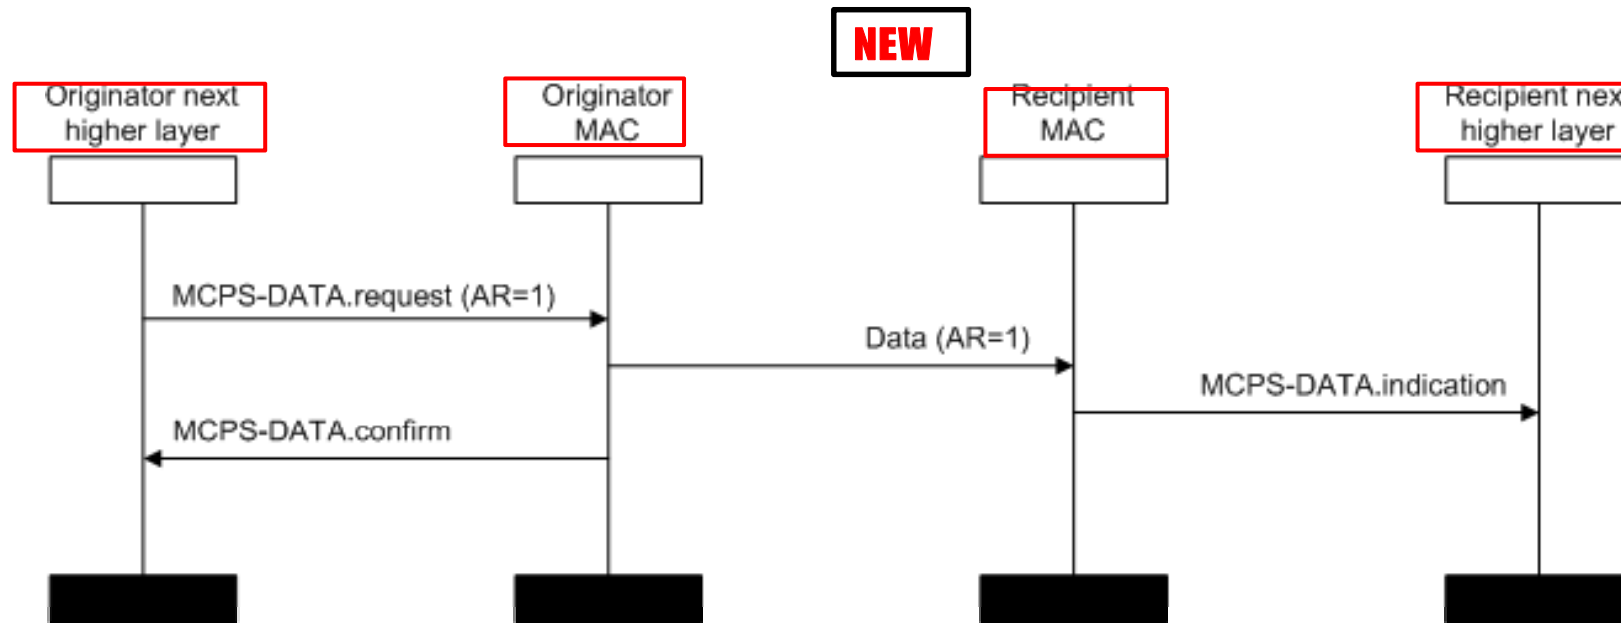 NEW
Originator next
higher layer
Originator
MAC
Recipient
MAC
Recipient nex
higher layer
MCPS-DATA.request (AR=1)
Data (AR=1)
MCPS-DATA.indication
MCPS-DATA.confirm